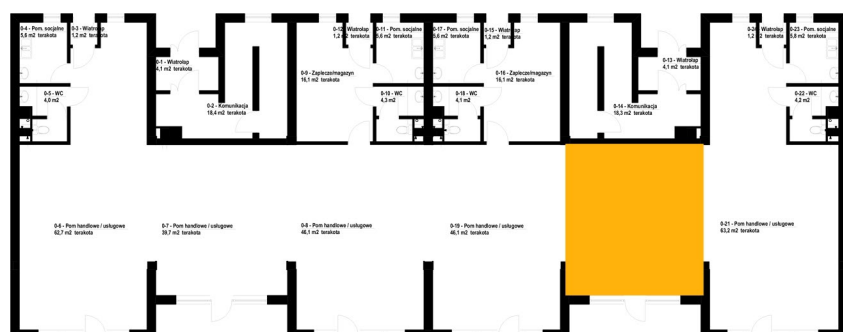 0-4 - Pom. socjalne
5,6 m2 terakota
0-3 - Wiatrołap
1,2 m2 terakota
0-1 - Wiatrołap
4,1 m2 terakota
0-5 - WC
4,0 m2
0-2 - Komunikacja
18,4 m2 terakota
0-12 - Wiatrołap
1,2 m2 terakota
0-11 - Pom. socjalne
5,6 m2 terakota
0-9 - Zaplecze/magazyn
16,1 m2 terakota
0-10 - WC
4,3 m2
0-17 - Pom. socjalne
5,6 m2 terakota
0-15 - Wiatrołap
1,2 m2 terakota
0-16 - Zaplecze/magazyn
16,1 m2 terakota
0-18 - WC
4,1 m2
0-13 - Wiatrołap
4,1 m2 terakota
0-14 - Komunikacja
18,3 m2 terakota
1,2 m2 terakota
0-23 - Pom. socjalne
5,8 m2 terakota
0-22 - WC
4,2 m2
0-6 - Pom handlowe / usługowe
62,7 m2 terakota
0-7 - Pom handlowe / usługowe
39,7 m2 terakota
0-8 - Pom handlowe / usługowe
46,1 m2 terakota
0-19 - Pom handlowe / usługowe
46,1 m2 terakota
0-21 - Pom handlowe / usługowe
63,2 m2 terakota